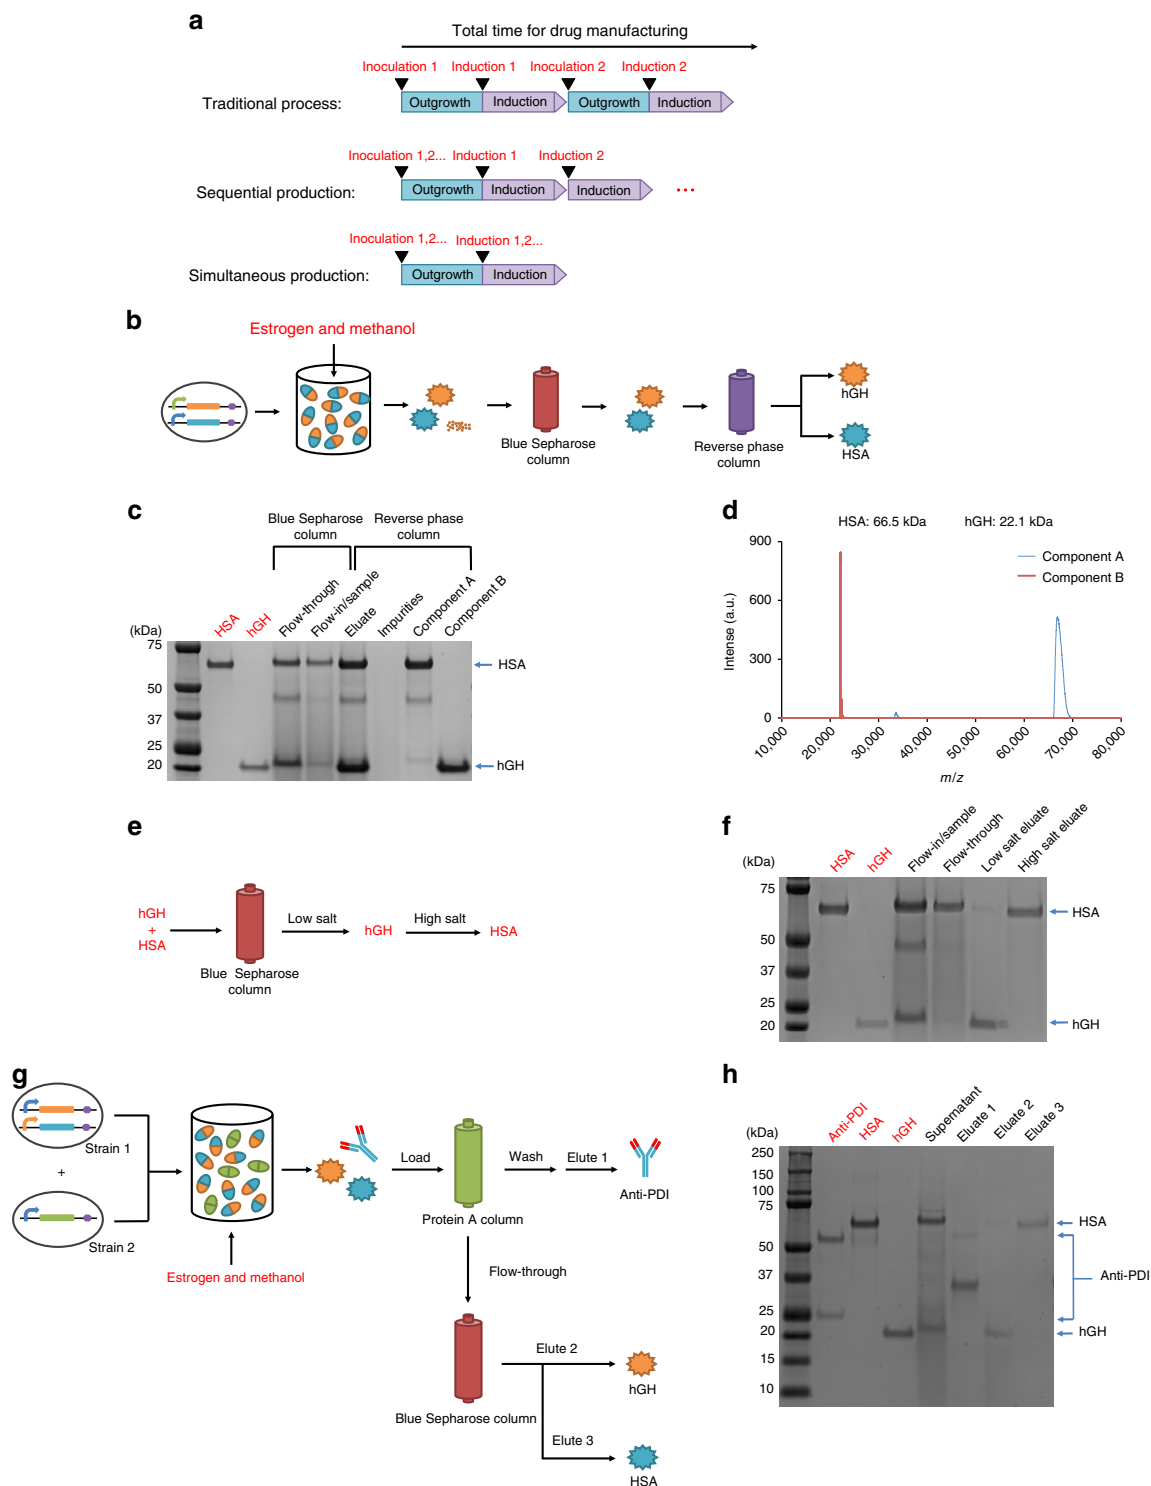 a
Total time for drug manufacturing
Inoculation 1 Induction 1 Inoculation 2 Induction 2
Traditional process: Outgrowth Induction Outgrowth Induction
Inoculation 1,2... Induction 1 Induction 2
Sequential production: Outgrowth Induction Induction ...
Inoculation 1,2... Induction 1,2...
Simultaneous production: Outgrowth Induction
b
Estrogen and methanol
Blue Sepharose
column
Reverse phase
column
hGH
HSA
c
Blue Sepharose
column
Reverse phase
column
(kDa)
HSA
hGH
Flow-through
Flow-in/sample
Eluate
Impurities
Component A
Component B
75
50
37
25
20
HSA
hGH
d
HSA: 66.5 kDa hGH: 22.1 kDa
Component A
Component B
Intense (a.u.)
900
600
300
0
10,000 20,000 30,000 40,000 50,000 60,000 70,000 80,000
m/z
e
hGH
+
HSA
Blue Sepharose
column
Low salt
hGH
High salt
HSA
f
(kDa)
HSA
hGH
Flow-in/sample
Flow-through
Low salt eluate
High salt eluate
75
50
37
25
20
HSA
hGH
g
Strain 1
+
Strain 2
Estrogen and methanol
Load
Protein A column
Wash
Elute 1
Anti-PDI
Flow-through
Blue Sepharose column
Elute 2
hGH
Elute 3
HSA
h
(kDa)
Anti-PDI
HSA
hGH
Supernatant
Eluate 1
Eluate 2
Eluate 3
250
150
100
75
50
37
25
20
15
10
HSA
Anti-PDI
hGH